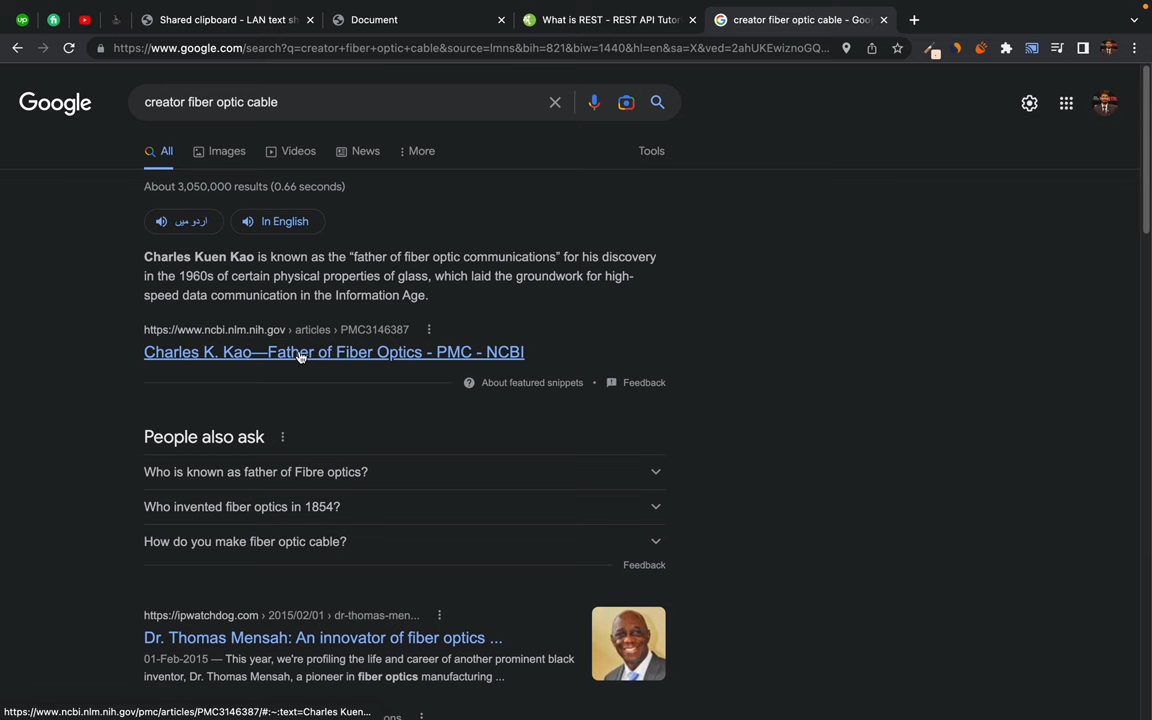 Shared clipboard - LAN text sh
Document
What is REST - REST API Tutor
creator fiber optic cable - Goo
https://www.google.com/search?q=creator+fiber+optic+cable&source=lmns&bih=821&biw=1440&hl=en&sa=X&ved=2ahUKEwiznoGQ...
Google
creator fiber optic cable
All
Images
Videos
News
More
Tools
About 3,050,000 results (0.66 seconds)
اردو میں
In English
Charles Kuen Kao is known as the “father of fiber optic communications” for his discovery
in the 1960s of certain physical properties of glass, which laid the groundwork for high-
speed data communication in the Information Age.
https://www.ncbi.nlm.nih.gov › articles › PMC3146387
Charles K. Kao—Father of Fiber Optics - PMC - NCBI
About featured snippets • Feedback
People also ask
Who is known as father of Fibre optics?
Who invented fiber optics in 1854?
How do you make fiber optic cable?
Feedback
https://ipwatchdog.com › 2015/02/01 › dr-thomas-men...
Dr. Thomas Mensah: An innovator of fiber optics ...
01-Feb-2015 — This year, we're profiling the life and career of another prominent black
inventor, Dr. Thomas Mensah, a pioneer in fiber optics manufacturing ...
https://www.ncbi.nlm.nih.gov/pmc/articles/PMC3146387/#:~:text=Charles Kuen...